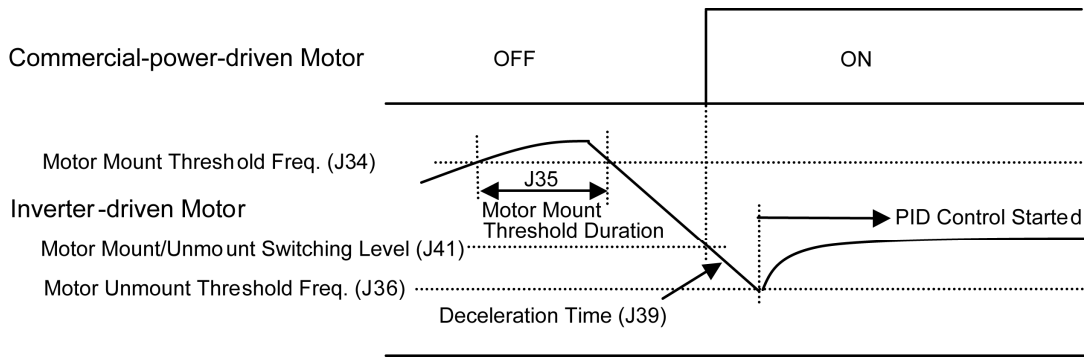 Commercial-power-driven Motor
OFF
ON
Motor Mount Threshold Freq. (J34)
J35
Motor Mount
Threshold Duration
Inverter-driven Motor
PID Control Started
Motor Mount/Unmount Switching Level (J41)
Motor Unmount Threshold Freq. (J36)
Deceleration Time (J39)